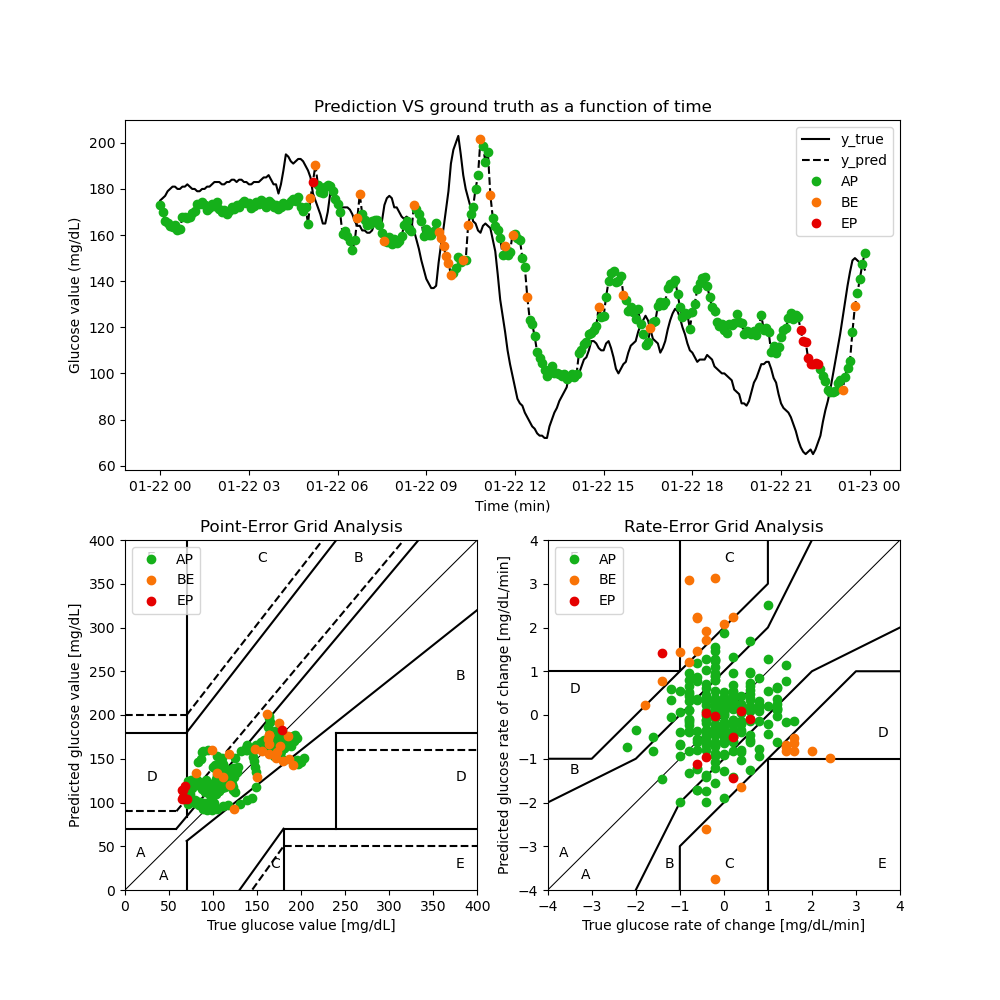 Prediction VS ground truth as a function of time
Glucose value (mg/dL)
200
180
160
140
120
100
80
60
y_true
y_pred
AP
BE
EP
01-22 00 01-22 03 01-22 06 01-22 09 01-22 12 01-22 15 01-22 18 01-22 21 01-23 00
Time (min)
Point-Error Grid Analysis
Predicted glucose value [mg/dL]
400
350
300
250
200
150
100
50
0
AP
BE
EP
C B
B
D D
A
A C E
0 50 100 150 200 250 300 350 400
True glucose value [mg/dL]
Rate-Error Grid Analysis
Predicted glucose rate of change [mg/dL/min]
4
3
2
1
0
−1
−2
−3
−4
AP
BE
EP
C
D
D
B
A
A B C E
−4 −3 −2 −1 0 1 2 3 4
True glucose rate of change [mg/dL/min]